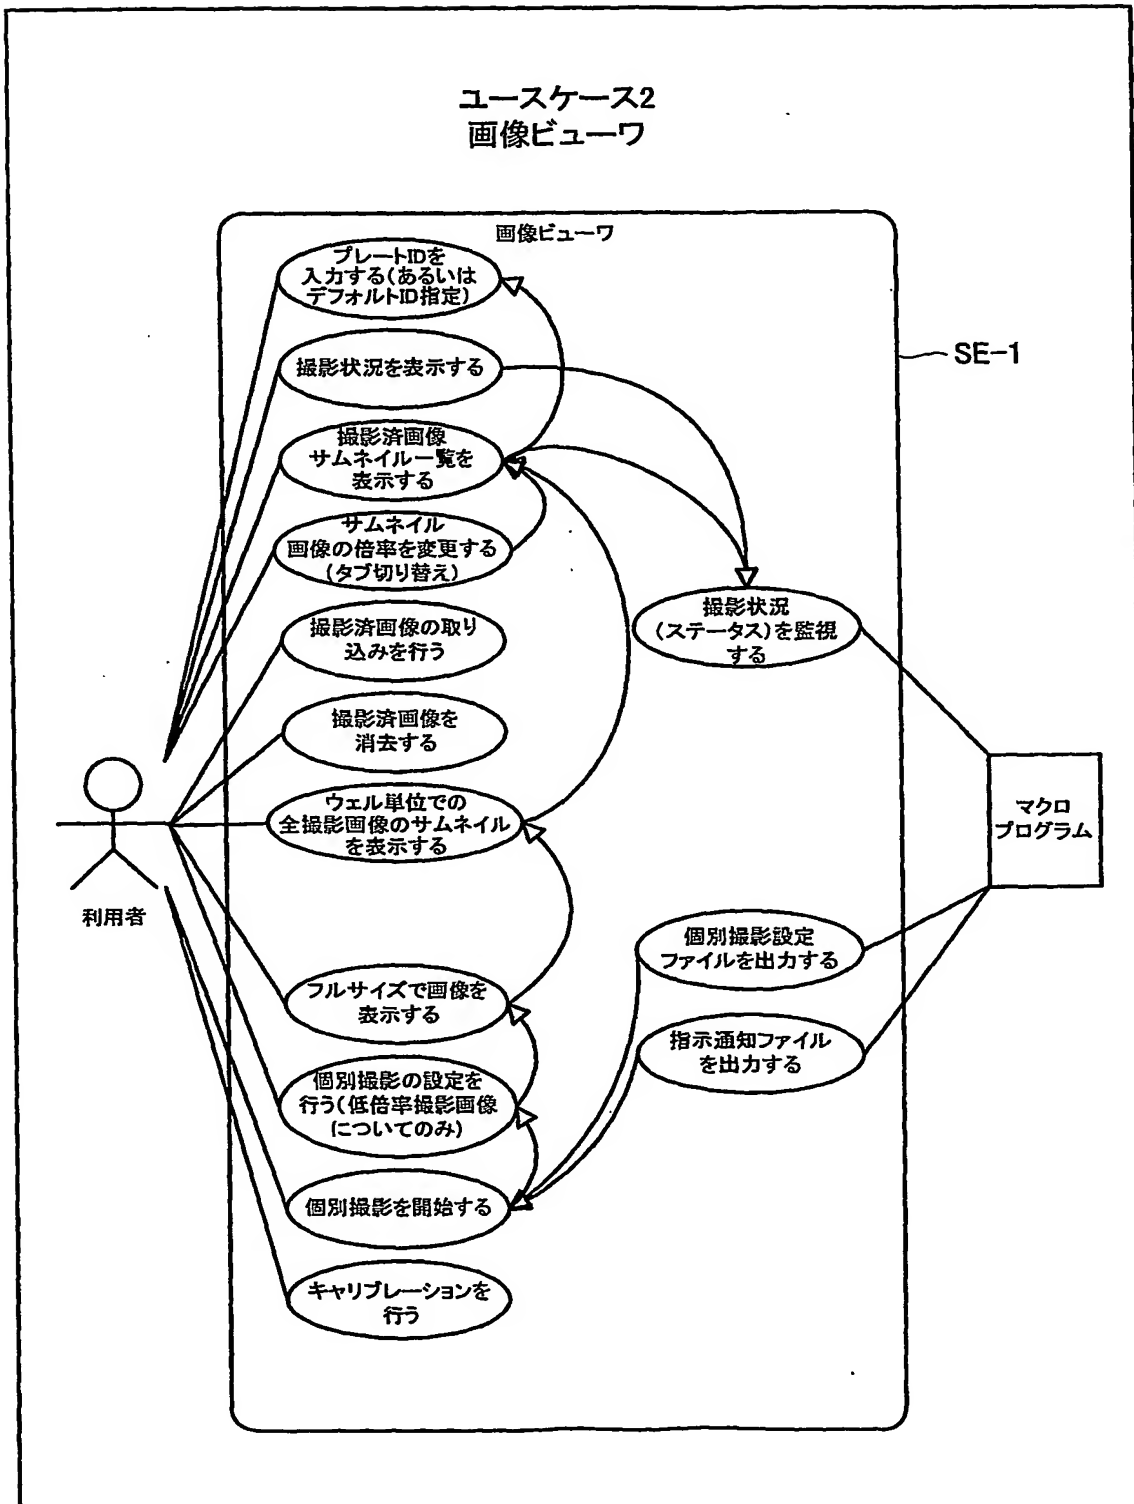 ユースケース2
画像ビューワ
画像ビューワ
プレートIDを
入力する(あるいは
デフォルトID指定)
撮影状況を表示する
SE-1
撮影済画像
サムネイル一覧を
表示する
サムネイル
画像の倍率を変更する
(タブ切り替え)
撮影状況
(ステータス)を監視
する
撮影済画像の取り
込みを行う
撮影済画像を
消去する
ウェル単位での
全撮影画像のサムネイル
を表示する
マクロ
プログラム
利用者
個別撮影設定
ファイルを出力する
フルサイズで画像を
表示する
指示通知ファイル
を出力する
個別撮影の設定を
行う(低倍率撮影画像
についてのみ)
個別撮影を開始する
キャリブレーションを
行う